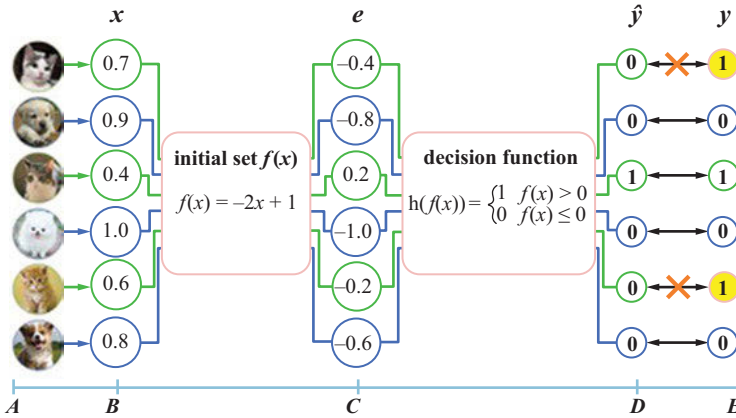 x e ŷ y
0.7 –0.4 0 1
0.9 –0.8 0 0
initial set f(x) decision function
0.4 0.2 1 1
f(x) = –2x + 1 h(f(x)) = {1 f(x) > 0
0 f(x) ≤ 0
1.0 –1.0 0 0
0.6 –0.2 0 1
0.8 –0.6 0 0
A B C D E